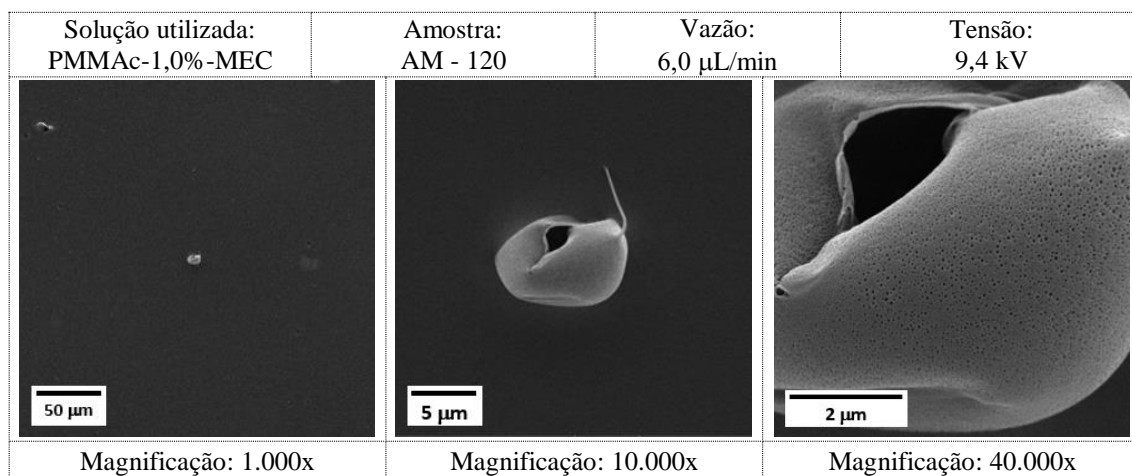 Solução utilizada:
PMMAc-1,0%-MEC
Amostra:
AM - 120
Vazão:
6,0 µL/min
Tensão:
9,4 kV
50 µm
5 µm
2 µm
Magnificação: 1.000x
Magnificação: 10.000x
Magnificação: 40.000x